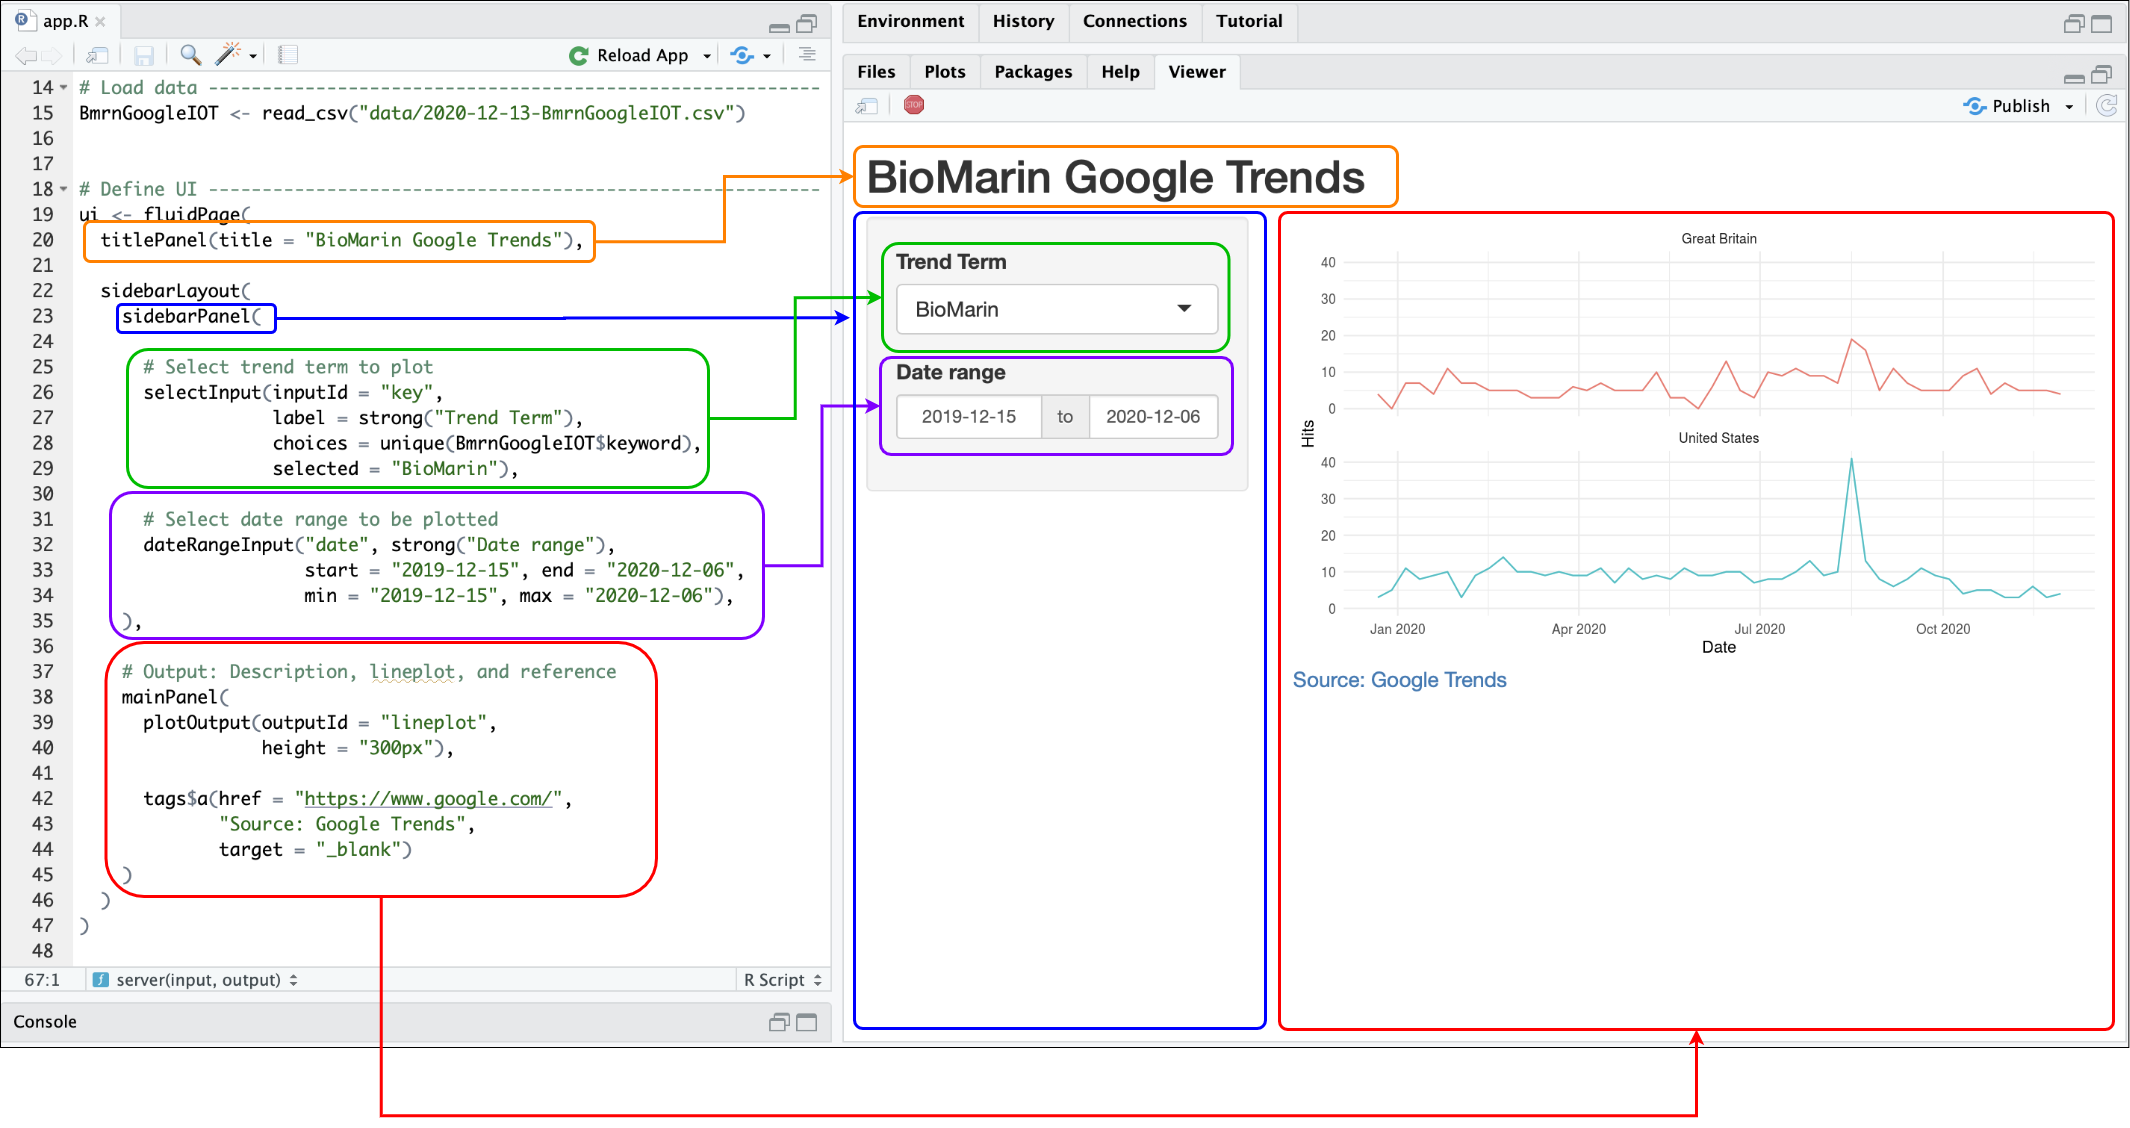 app.R
Reload App
14 # Load data ---------------------------------------------------------
15 BmrnGoogleIOT <- read_csv("data/2020-12-13-BmrnGoogleIOT.csv")
16
17
18 # Define UI ---------------------------------------------------------
19 ui <- fluidPage(
20 titlePanel(title = "BioMarin Google Trends"),
21
22 sidebarLayout(
23 sidebarPanel(
24
25 # Select trend term to plot
26 selectInput(inputId = "key",
27 label = strong("Trend Term"),
28 choices = unique(BmrnGoogleIOT$keyword),
29 selected = "BioMarin"),
30
31 # Select date range to be plotted
32 dateRangeInput("date", strong("Date range"),
33 start = "2019-12-15", end = "2020-12-06",
34 min = "2019-12-15", max = "2020-12-06"),
35 ),
36
37 # Output: Description, lineplot, and reference
38 mainPanel(
39 plotOutput(outputId = "lineplot",
40 height = "300px"),
41
42 tags$a(href = "https://www.google.com/",
43 "Source: Google Trends",
44 target = "_blank")
45 )
46 )
47 )
48
67:1 server(input, output) R Script
Console
Environment History Connections Tutorial
Files Plots Packages Help Viewer
STOP Publish
BioMarin Google Trends
Trend Term
BioMarin
Date range
2019-12-15 to 2020-12-06
Great Britain
40
30
20
10
0
Hits
United States
40
30
20
10
0
Jan 2020 Apr 2020 Jul 2020 Oct 2020
Date
Source: Google Trends